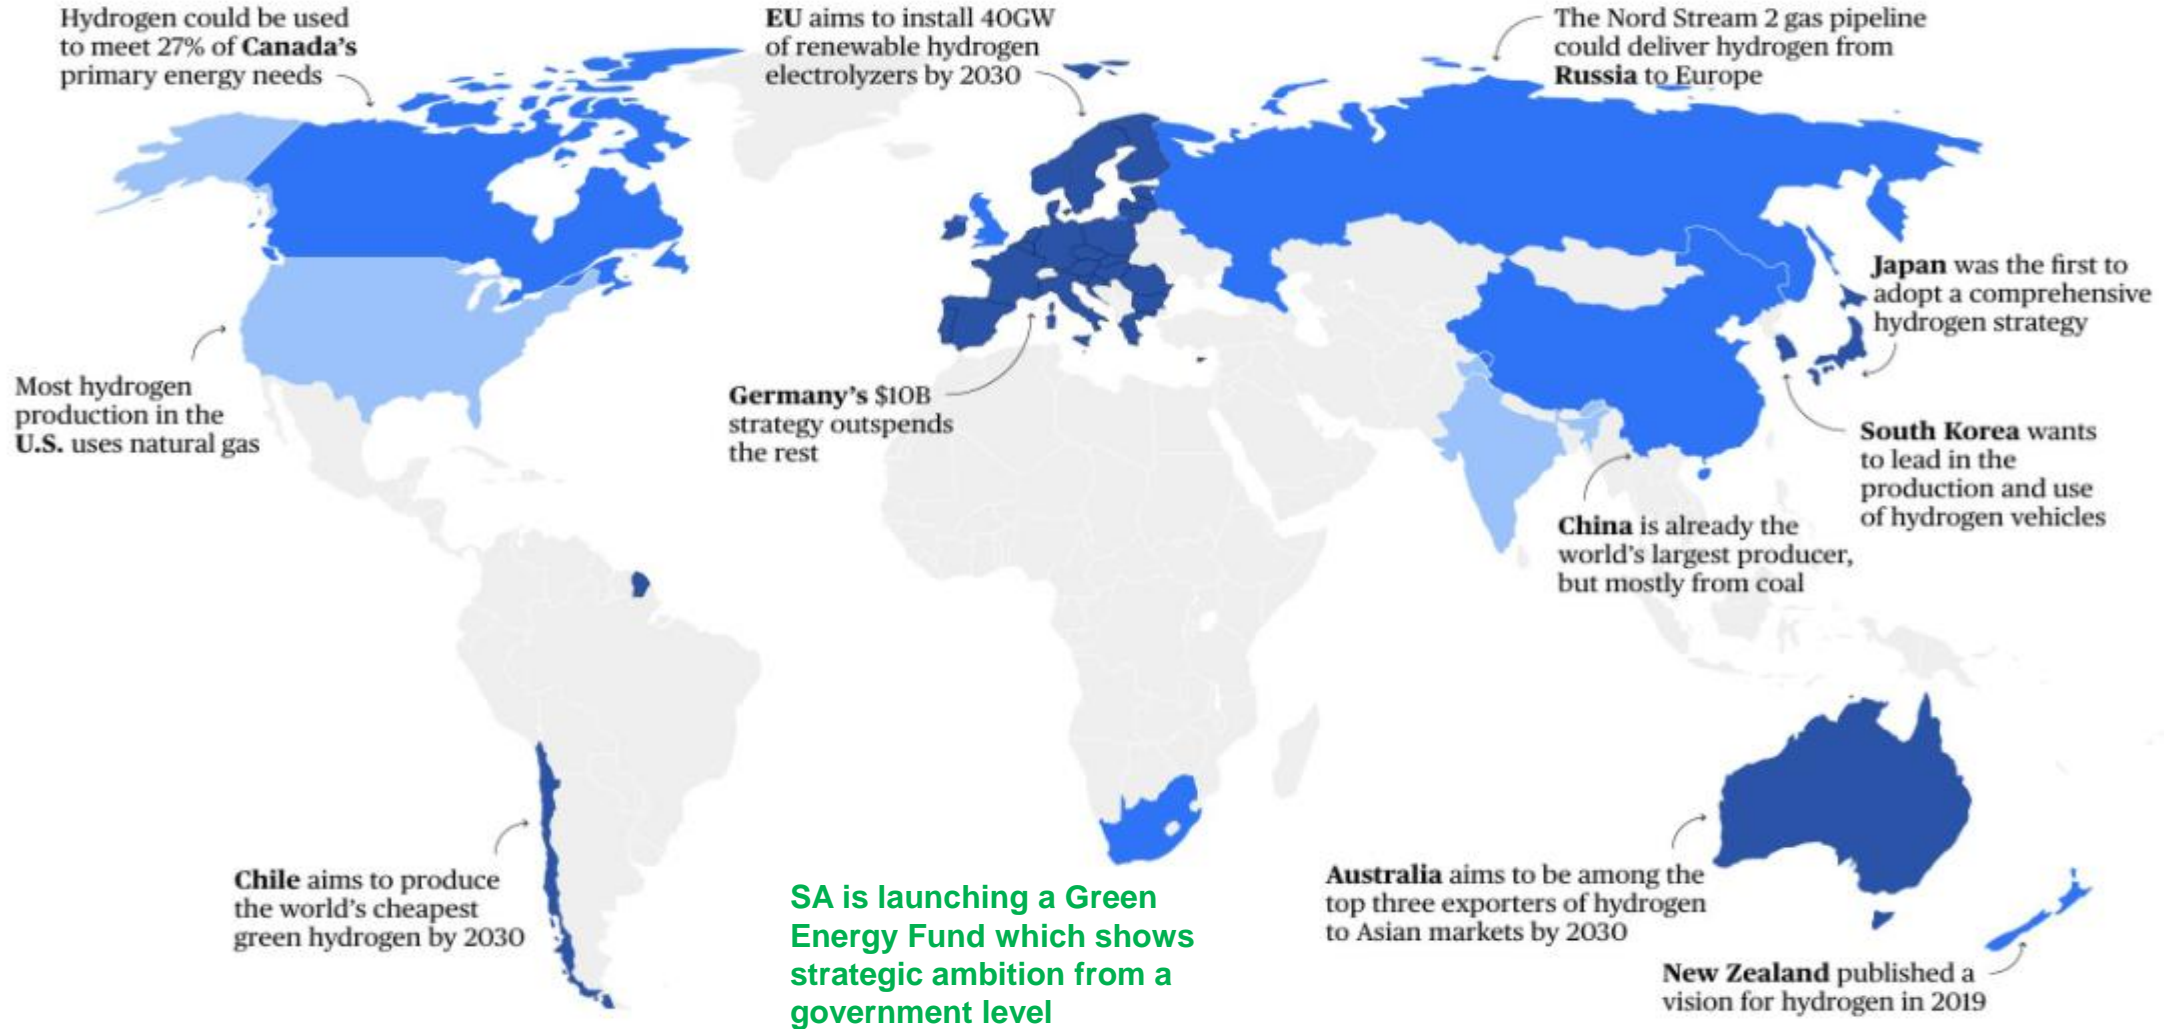 Hydrogen could be used
to meet 27% of Canada's
primary energy needs
EU aims to install 40GW
of renewable hydrogen
electrolyzers by 2030
The Nord Stream 2 gas pipeline
could deliver hydrogen from
Russia to Europe
Japan was the first to
adopt a comprehensive
hydrogen strategy
Most hydrogen
production in the
U.S. uses natural gas
Germany's $10B
strategy outspends
the rest
South Korea wants
to lead in the
production and use
of hydrogen vehicles
China is already the
world's largest producer,
but mostly from coal
Chile aims to produce
the world's cheapest
green hydrogen by 2030
SA is launching a Green
Energy Fund which shows
strategic ambition from a
government level
Australia aims to be among the
top three exporters of hydrogen
to Asian markets by 2030
New Zealand published a
vision for hydrogen in 2019